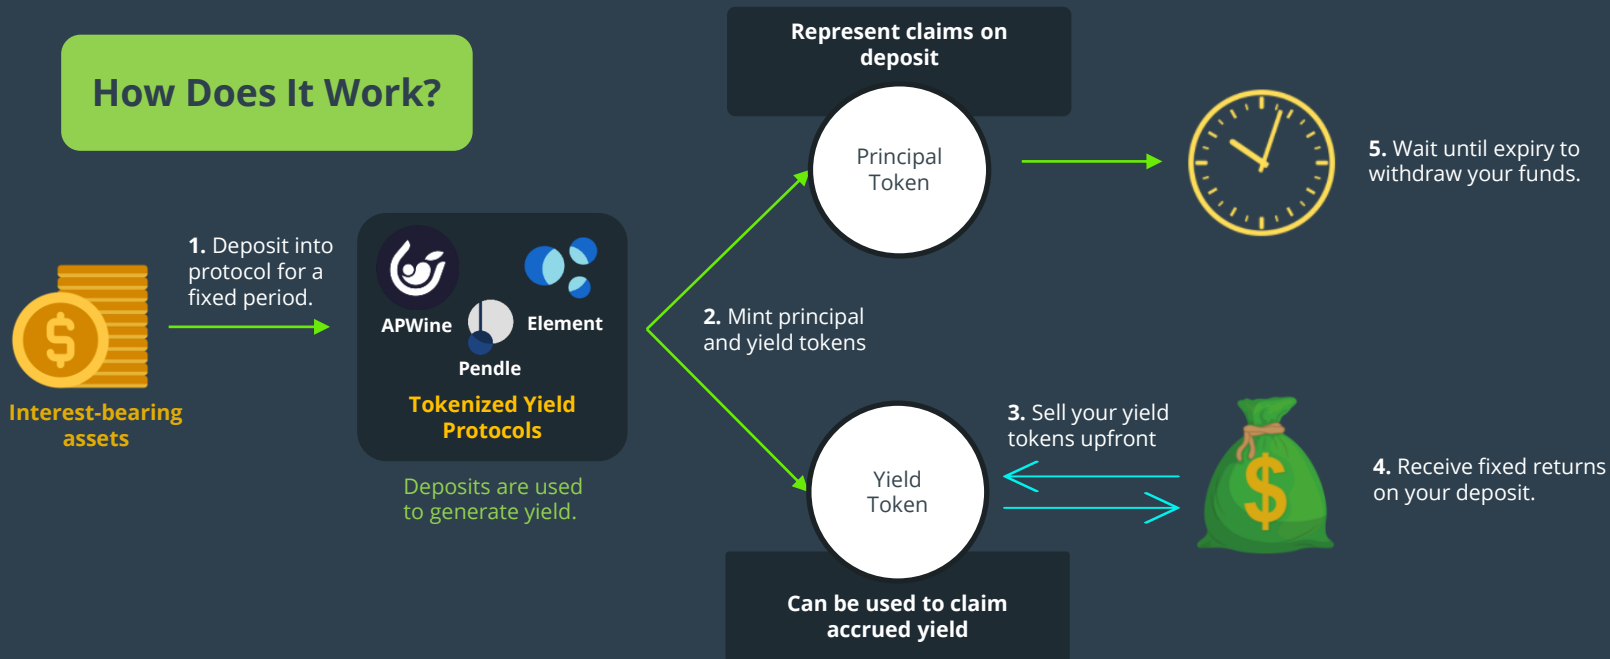 How Does It Work?
Represent claims on
deposit
Principal
Token
5. Wait until expiry to
withdraw your funds.
1. Deposit into
protocol for a
fixed period.
APWine
Element
Pendle
Tokenized Yield
Protocols
Interest-bearing
assets
Deposits are used
to generate yield.
2. Mint principal
and yield tokens
3. Sell your yield
tokens upfront
Yield
Token
$
$
4. Receive fixed returns
on your deposit.
Can be used to claim
accrued yield